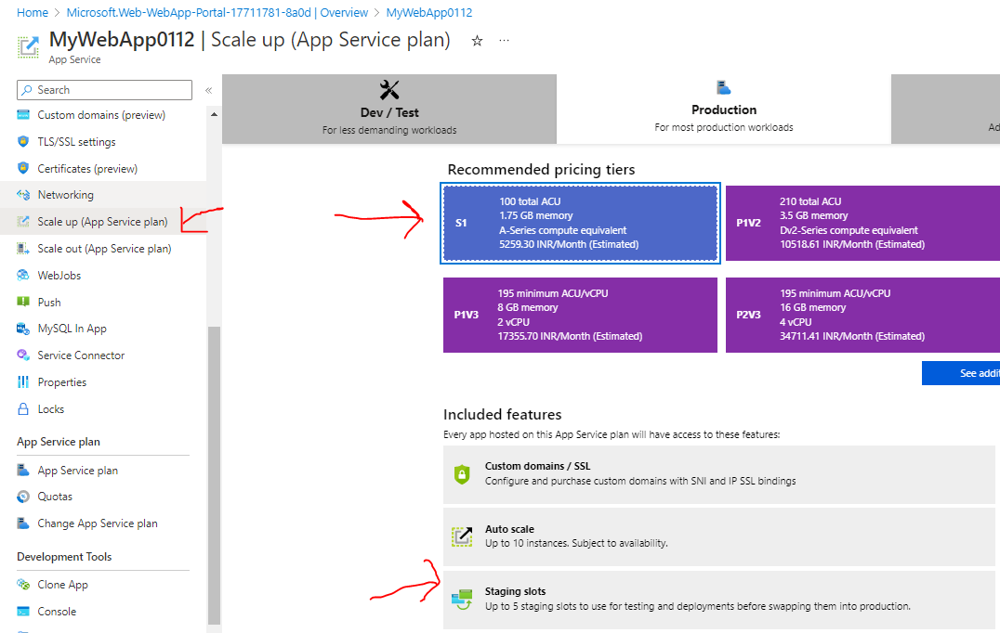 Home > Microsoft.Web-WebApp-Portal-17711781-8a0d | Overview > MyWebApp0112
MyWebApp0112 | Scale up (App Service plan) ☆ ...
App Service
Search «
Custom domains (preview)
TLS/SSL settings
Certificates (preview)
Networking
Scale up (App Service plan)
Scale out (App Service plan)
WebJobs
Push
MySQL In App
Service Connector
Properties
Locks
App Service plan
App Service plan
Quotas
Change App Service plan
Development Tools
Clone App
Console
Dev / Test
For less demanding workloads
Production
For most production workloads
Ad
Recommended pricing tiers
S1
100 total ACU
1.75 GB memory
A-Series compute equivalent
5259.30 INR/Month (Estimated)
P1V2
210 total ACU
3.5 GB memory
Dv2-Series compute equivalent
10518.61 INR/Month (Estimated)
P1V3
195 minimum ACU/vCPU
8 GB memory
2 vCPU
17355.70 INR/Month (Estimated)
P2V3
195 minimum ACU/vCPU
16 GB memory
4 vCPU
34711.41 INR/Month (Estimated)
See addit
Included features
Every app hosted on this App Service plan will have access to these features:
Custom domains / SSL
Configure and purchase custom domains with SNI and IP SSL bindings
Auto scale
Up to 10 instances. Subject to availability.
Staging slots
Up to 5 staging slots to use for testing and deployments before swapping them into production.